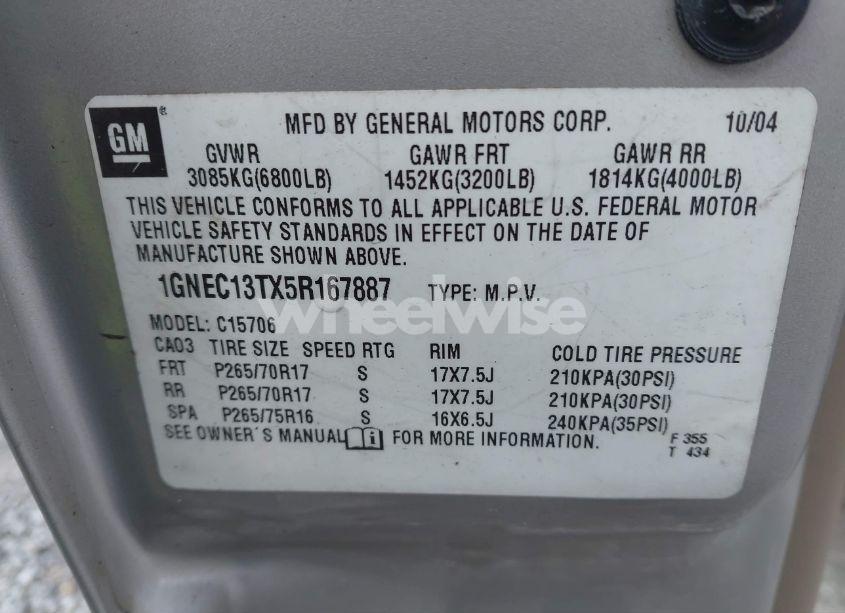 GM ® MFD BY GENERAL MOTORS CORP. 10/04
GVWR GAWR FRT GAWR RR
3085KG(6800LB) 1452KG(3200LB) 1814KG(4000LB)
THIS VEHICLE CONFORMS TO ALL APPLICABLE U.S. FEDERAL MOTOR
VEHICLE SAFETY STANDARDS IN EFFECT ON THE DATE OF
MANUFACTURE SHOWN ABOVE.
1GNEC13TX5R167887 TYPE: M.P.V.
wheelwise
MODEL: C15706
CA03 TIRE SIZE SPEED RTG RIM COLD TIRE PRESSURE
FRT P265/70R17 S 17X7.5J 210KPA(30PSI)
RR P265/70R17 S 17X7.5J 210KPA(30PSI)
SPA P265/75R16 S 16X6.5J 240KPA(35PSI)
SEE OWNER'S MANUAL i FOR MORE INFORMATION. F 355
T 434